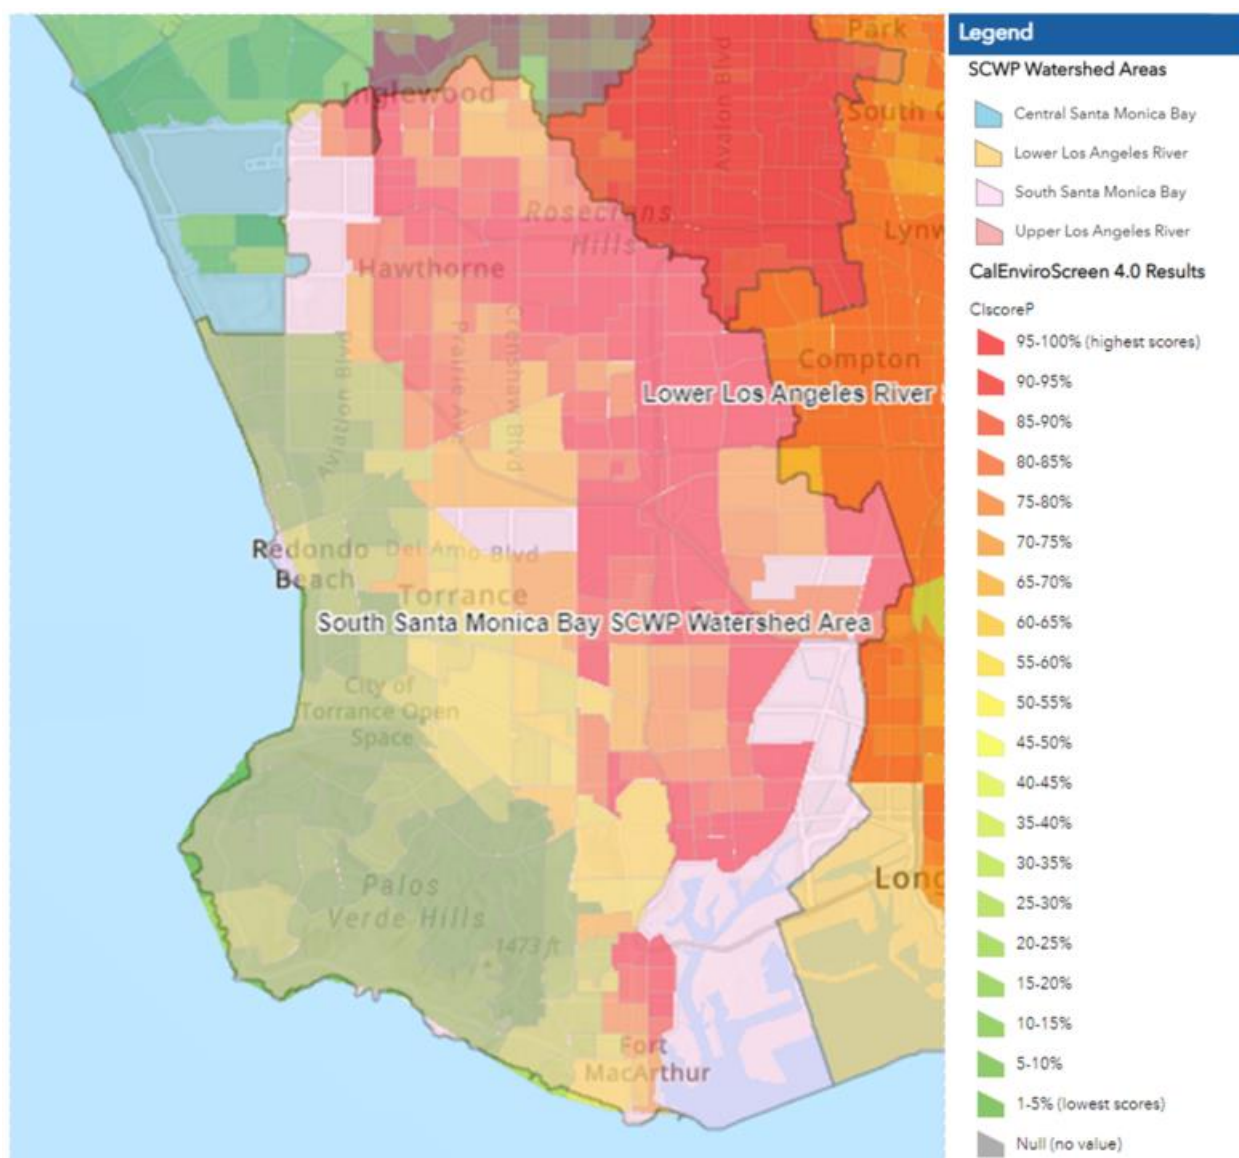 Park
Inglewood
Avalon Blvd
South
Rosecrans
Hills
Lynw
Hawthorne
Aviation Blvd
Prairie Ave
Crenshaw Blvd
Compton
Lower Los Angeles River
Redondo
Beach
Del Amo Blvd
Torrance
South Santa Monica Bay SCWP Watershed Area
City of
Torrance Open
Space
Palos
Verde Hills
1473 ft
Long
Fort
MacArthur
Legend
SCWP Watershed Areas
Central Santa Monica Bay
Lower Los Angeles River
South Santa Monica Bay
Upper Los Angeles River
CalEnviroScreen 4.0 Results
CIscoreP
95-100% (highest scores)
90-95%
85-90%
80-85%
75-80%
70-75%
65-70%
60-65%
55-60%
50-55%
45-50%
40-45%
35-40%
30-35%
25-30%
20-25%
15-20%
10-15%
5-10%
1-5% (lowest scores)
Null (no value)